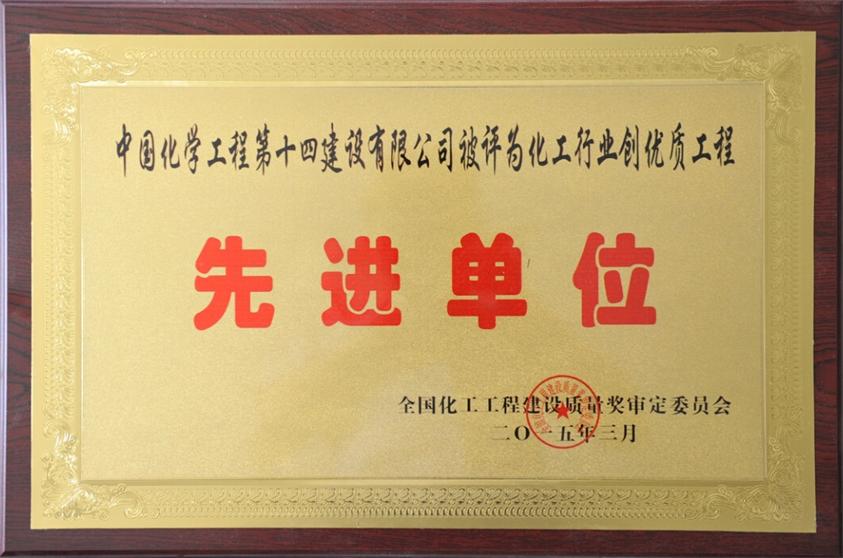 中国化学工程第十四建设有限公司被评为化工行业创优质工程
先进单位
全国化工工程建设质量奖审定委员会
二〇一五年三月